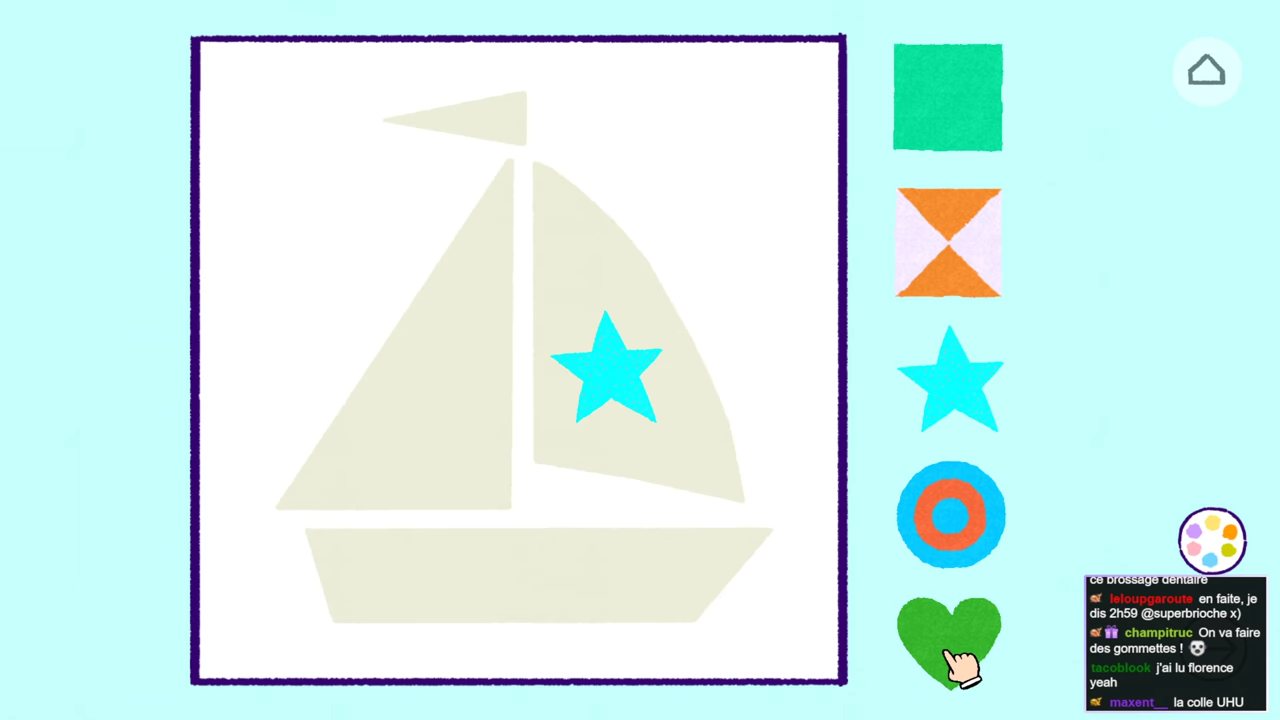 ce brossage dentaire
leloupgaroute en faite, je
dis 2h59 @superbrioche x)
champitruc On va faire
des gommettes !
tacoblook j'ai lu florence
yeah
maxent__ la colle UHU